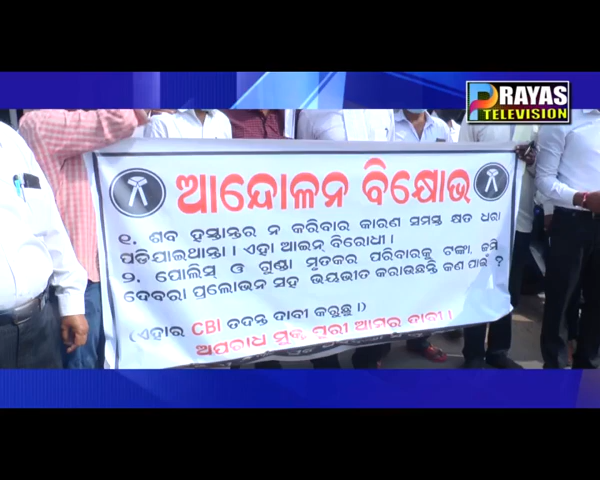 PRAYAS
TELEVISION
ଆନ୍ଦୋଳନ ବିକ୍ଷୋଭ
୧. ଶବ ହସ୍ତାନ୍ତର ନ କରିବାର କାରଣ ସମସ୍ତ କ୍ଷତ ଧରା
ପଡିଯାଇଥାନ୍ତା । ଏହା ଆଇନ୍ ବିରୋଧୀ ।
୨. ପୋଲିସ୍ ଓ ଗୁଣ୍ଡା ମୃତକର ପରିବାରକୁ ଟଙ୍କା, ଜମି
ଦେବରା ପ୍ରଲୋଭନ ସହ ଭୟଭୀତ କରାଉଛନ୍ତି କଣ ପାଇଁ ?
(ଏହାର CBI ତଦନ୍ତ ଦାବୀ କରୁଛୁ ।)
ଅପରାଧ ମୁକ୍ତ ପୁରୀ ଆମର ଦାବୀ ।